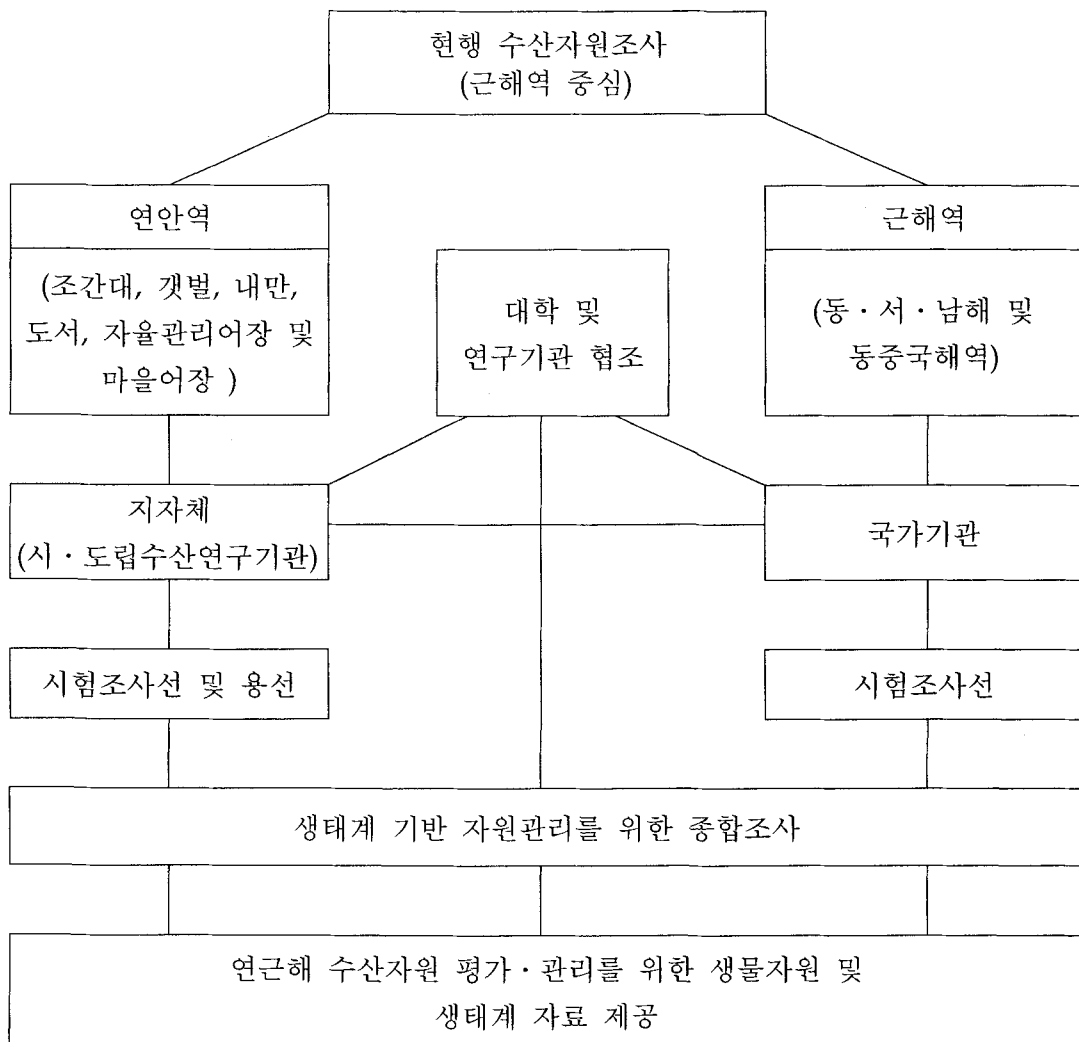 현행 수산자원조사
(근해역 중심)
연안역
(조간대, 갯벌, 내만,
도서, 자율관리어장 및
마을어장 )
대학 및
연구기관 협조
근해역
(동·서·남해 및
동중국해역)
지자체
(시·도립수산연구기관)
국가기관
시험조사선 및 용선
시험조사선
생태계 기반 자원관리를 위한 종합조사
연근해 수산자원 평가·관리를 위한 생물자원 및
생태계 자료 제공